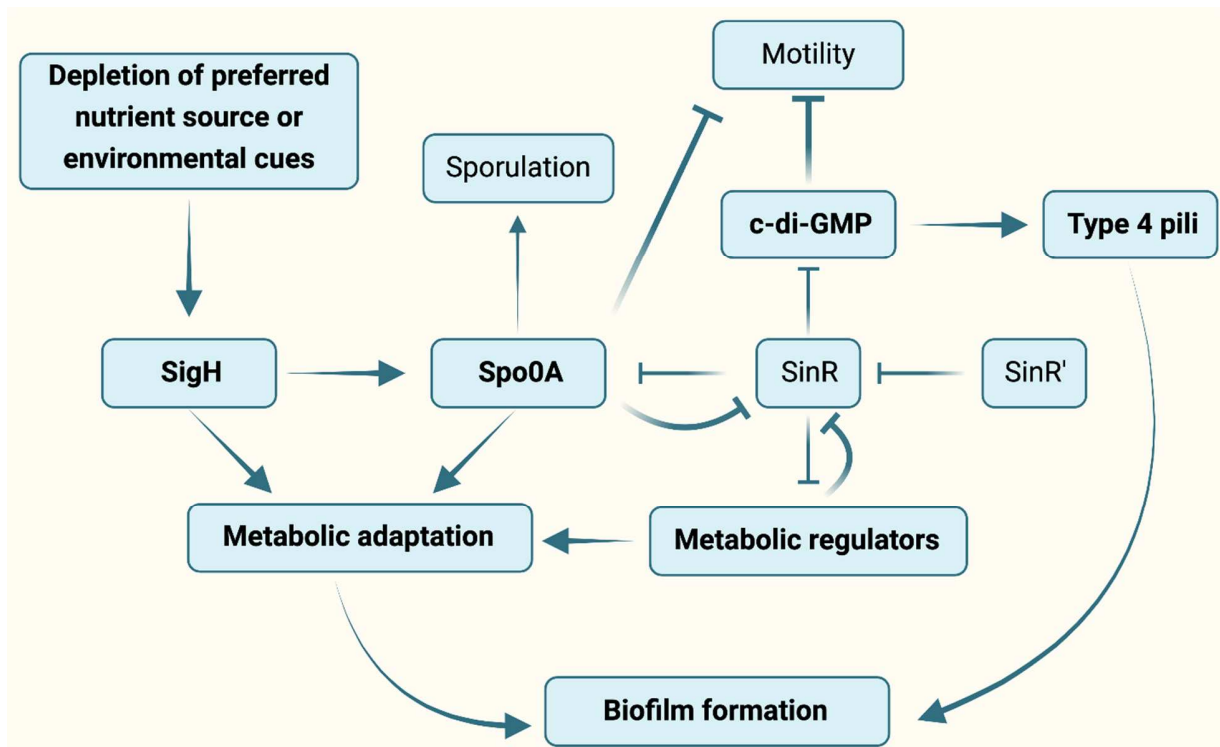 Motility
Depletion of preferred
nutrient source or
environmental cues
Sporulation
c-di-GMP
Type 4 pili
SigH
Spo0A
SinR
SinR'
Metabolic adaptation
Metabolic regulators
Biofilm formation